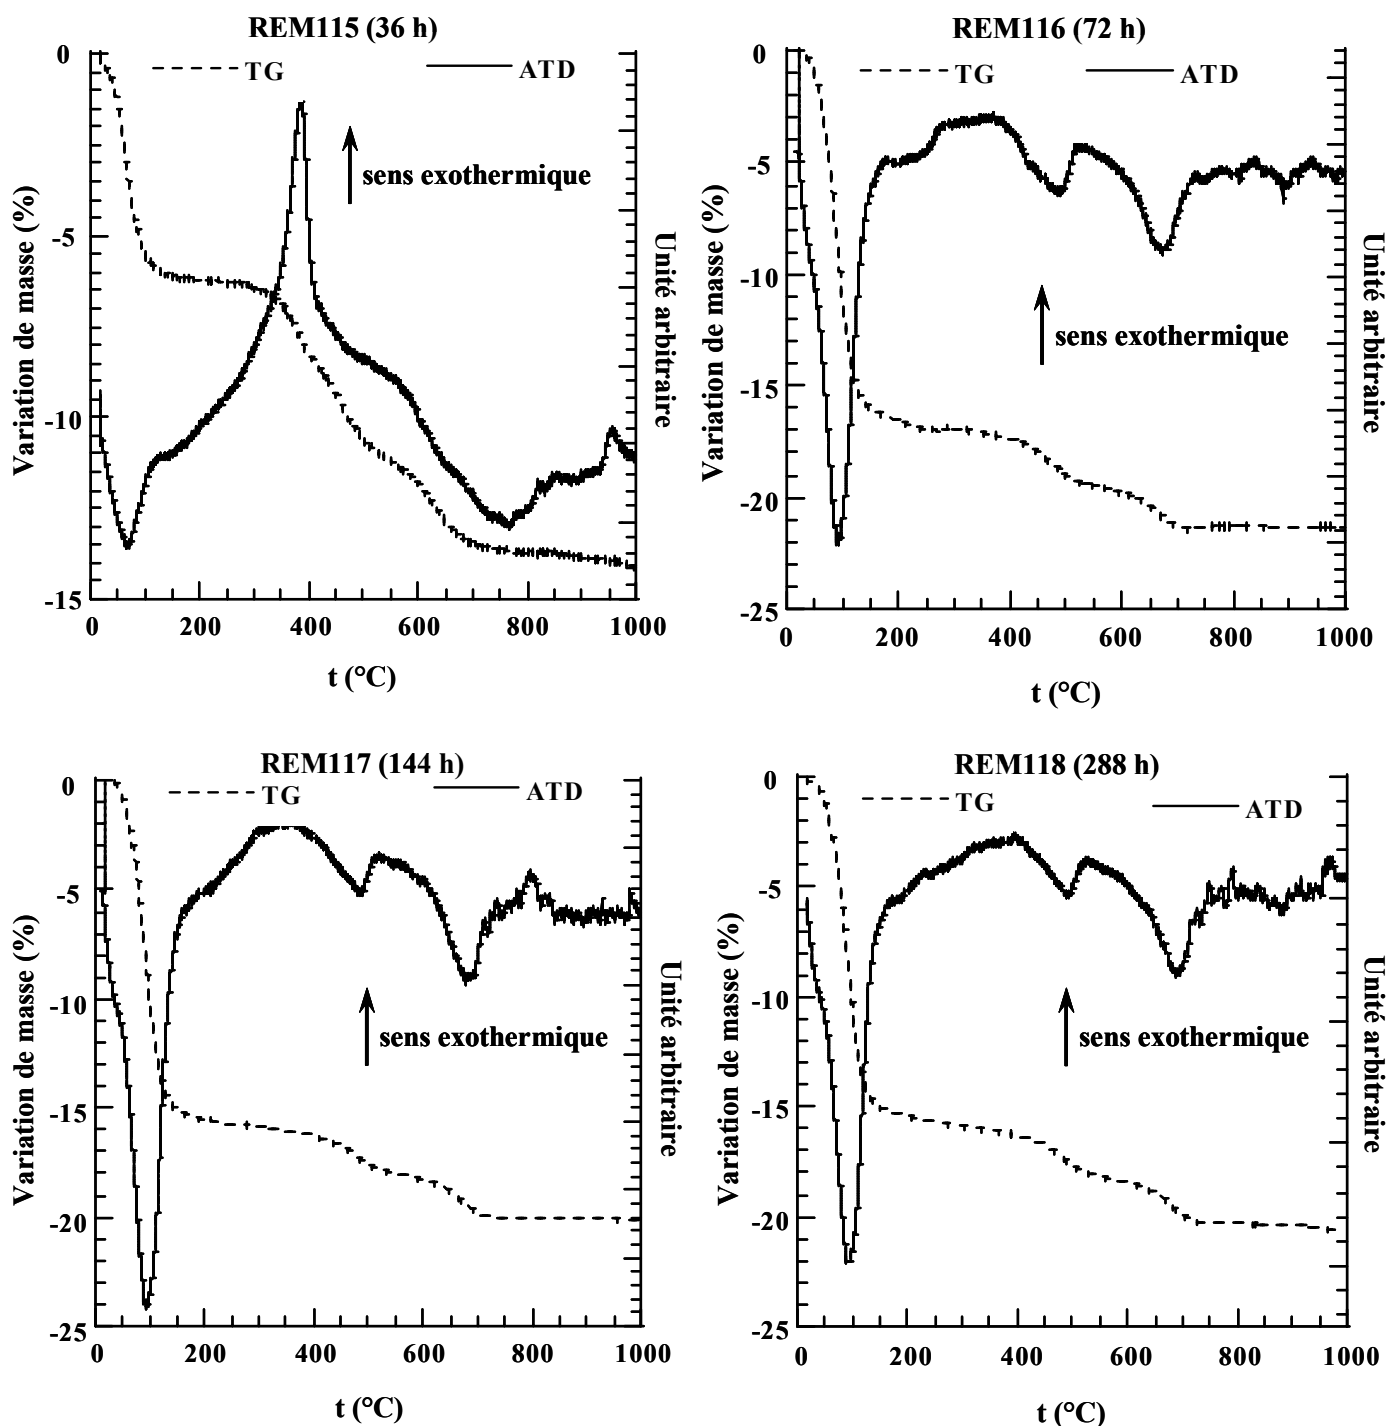 REM115 (36 h)
TG
ATD
sens exothermique
Variation de masse (%)
Unité arbitraire
0
-5
-10
-15
0 200 400 600 800 1000
t (°C)
REM116 (72 h)
TG
ATD
sens exothermique
Variation de masse (%)
Unité arbitraire
0
-5
-10
-15
-20
-25
0 200 400 600 800 1000
t (°C)
REM117 (144 h)
TG
ATD
sens exothermique
Variation de masse (%)
Unité arbitraire
0
-5
-10
-15
-20
-25
0 200 400 600 800 1000
t (°C)
REM118 (288 h)
TG
ATD
sens exothermique
Variation de masse (%)
Unité arbitraire
0
-5
-10
-15
-20
-25
0 200 400 600 800 1000
t (°C)